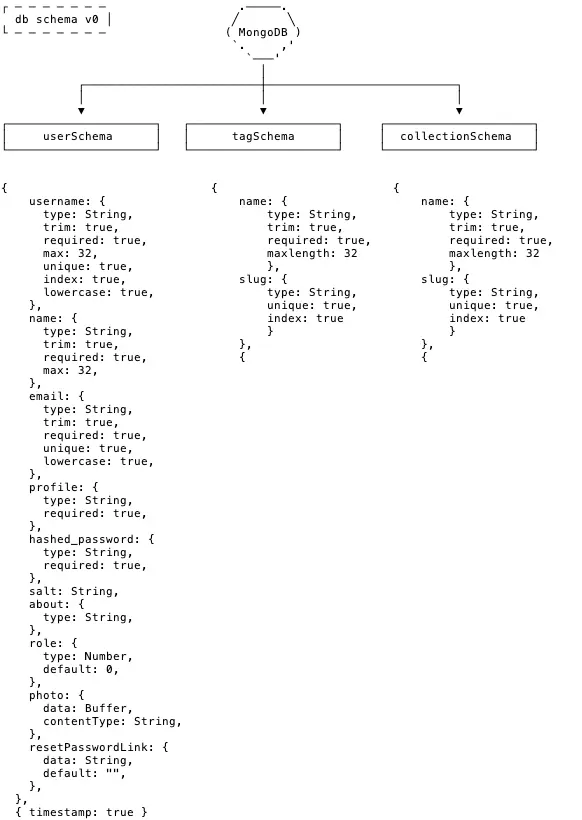 db schema v0
( MongoDB )
userSchema
tagSchema
collectionSchema
{
username: {
type: String,
trim: true,
required: true,
max: 32,
unique: true,
index: true,
lowercase: true,
},
name: {
type: String,
trim: true,
required: true,
max: 32,
},
email: {
type: String,
trim: true,
required: true,
unique: true,
lowercase: true,
},
profile: {
type: String,
required: true,
},
hashed_password: {
type: String,
required: true,
},
salt: String,
about: {
type: String,
},
role: {
type: Number,
default: 0,
},
photo: {
data: Buffer,
contentType: String,
},
resetPasswordLink: {
data: String,
default: "",
},
},
{ timestamp: true }
{
name: {
type: String,
trim: true,
required: true,
maxlength: 32
},
slug: {
type: String,
unique: true,
index: true
}
},
{
{
name: {
type: String,
trim: true,
required: true,
maxlength: 32
},
slug: {
type: String,
unique: true,
index: true
}
},
{